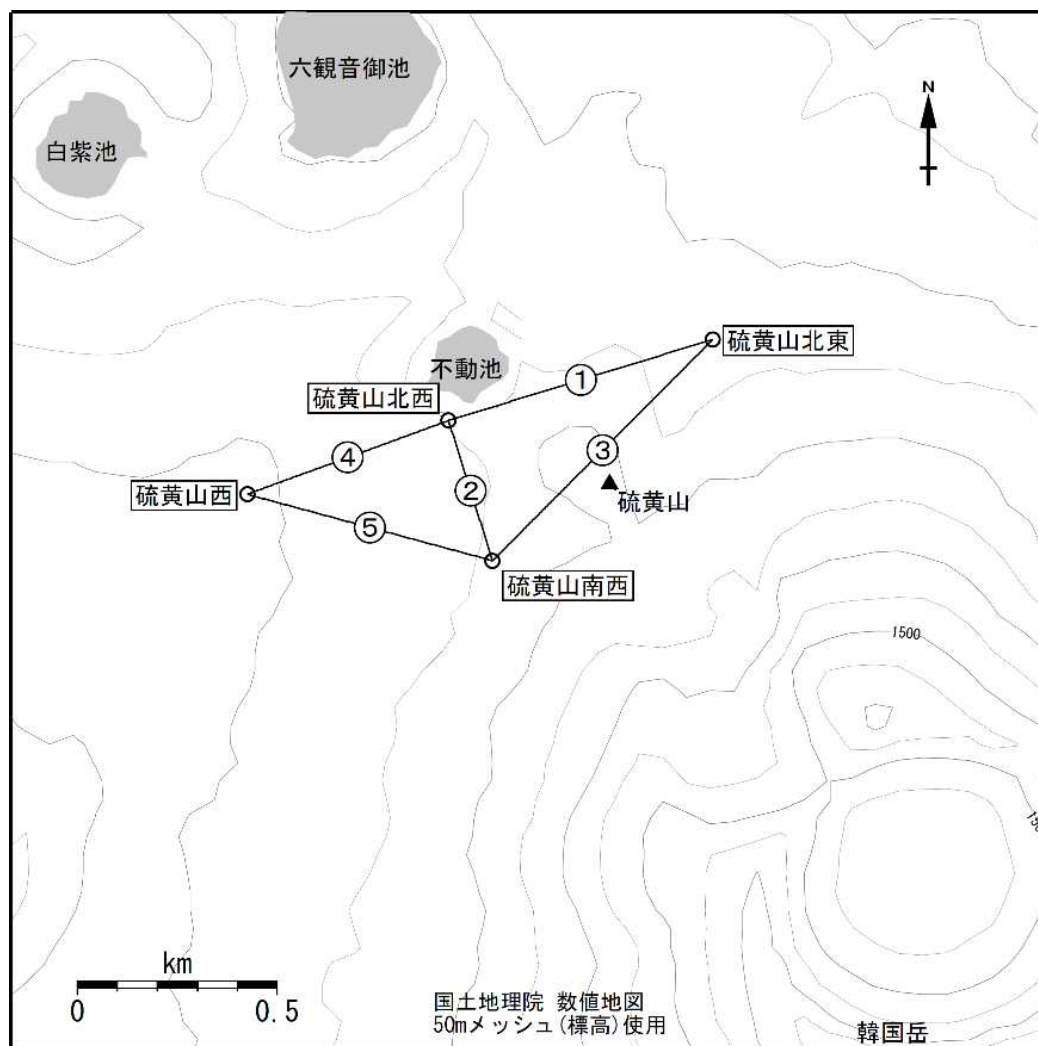 六観音御池
N
白紫池
硫黄山北東
不動池
①
硫黄山北西
③
④
硫黄山西
②
硫黄山
⑤
硫黄山南西
1500
150
km
0 0.5
国土地理院 数値地図
50mメッシュ(標高)使用
韓国岳